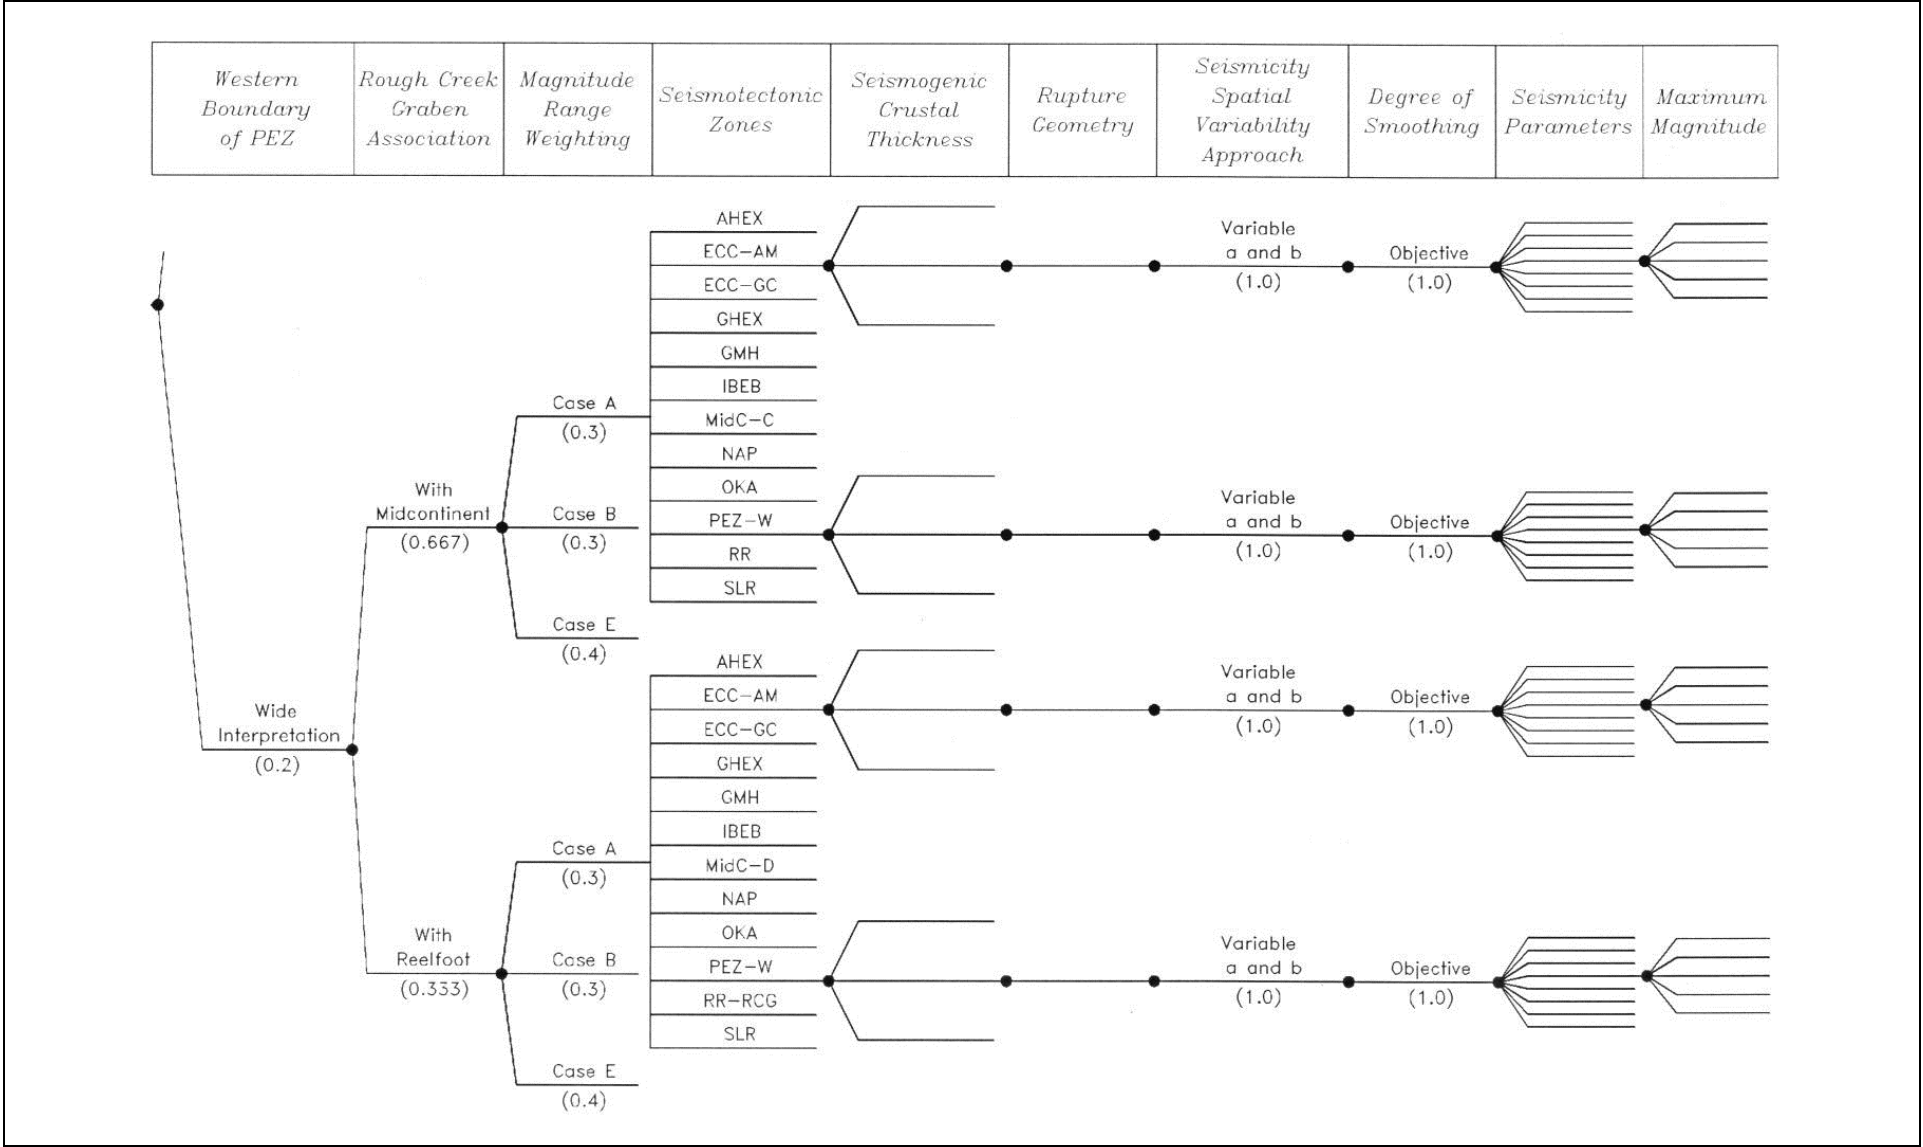 Western
Boundary
of PEZ
Rough Creek
Graben
Association
Magnitude
Range
Weighting
Seismotectonic
Zones
Seismogenic
Crustal
Thickness
Rupture
Geometry
Seismicity
Spatial
Variability
Approach
Degree of
Smoothing
Seismicity
Parameters
Maximum
Magnitude
Wide
Interpretation
(0.2)
With
Midcontinent
(0.667)
Case A
(0.3)
Case B
(0.3)
Case E
(0.4)
AHEX
ECC-AM
ECC-GC
GHEX
GMH
IBEB
MidC-C
NAP
OKA
PEZ-W
RR
SLR
Variable
a and b
(1.0)
Objective
(1.0)
Variable
a and b
(1.0)
Objective
(1.0)
With
Reelfoot
(0.333)
Case A
(0.3)
Case B
(0.3)
Case E
(0.4)
AHEX
ECC-AM
ECC-GC
GHEX
GMH
IBEB
MidC-D
NAP
OKA
PEZ-W
RR-RCG
SLR
Variable
a and b
(1.0)
Objective
(1.0)
Variable
a and b
(1.0)
Objective
(1.0)